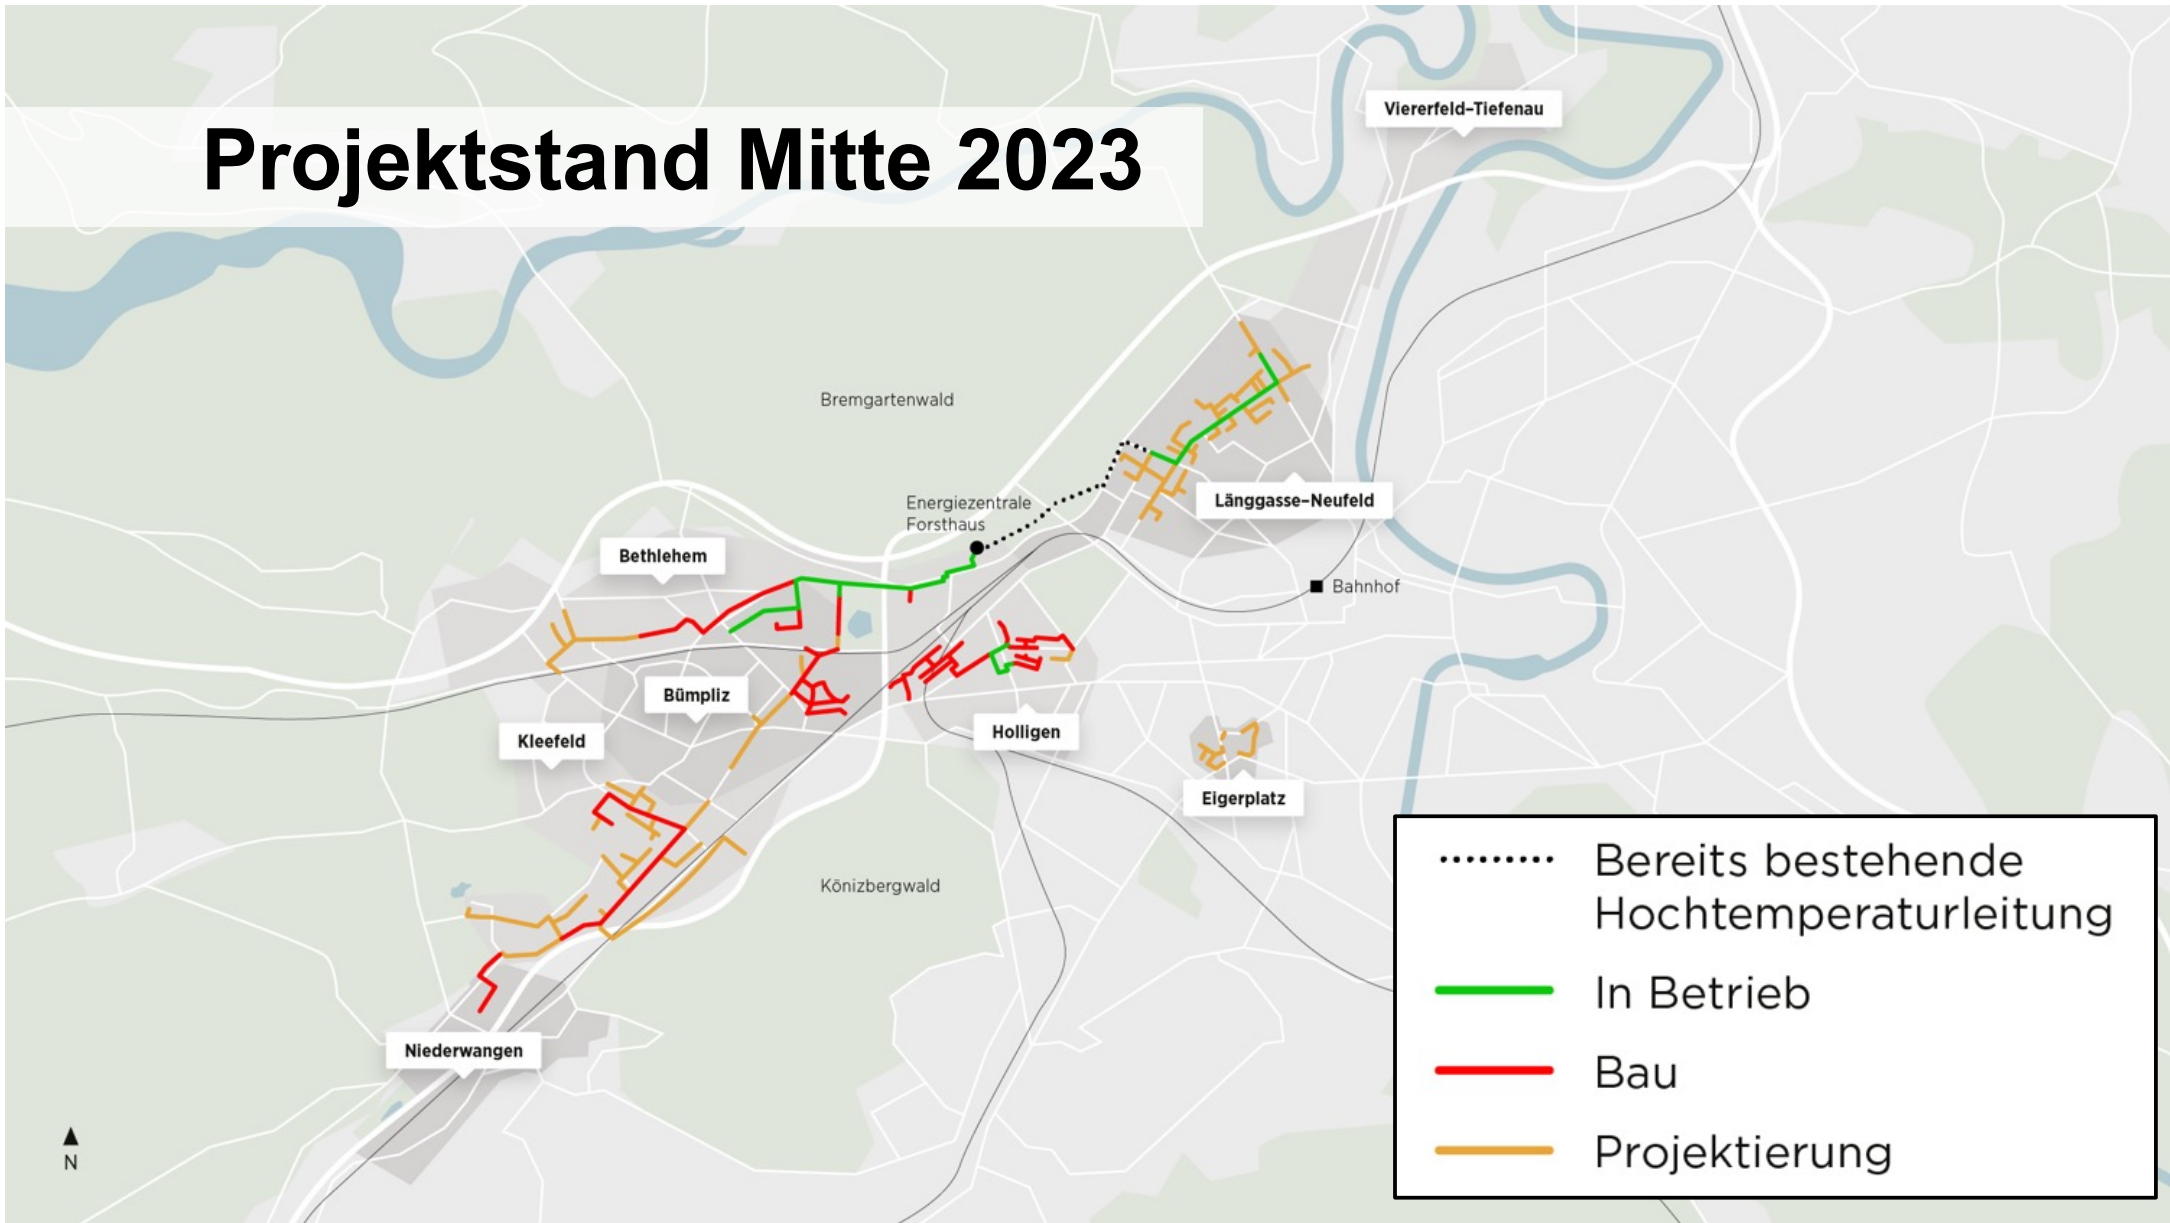 Projektstand Mitte 2023
Viererfeld–Tiefenau
Bremgartenwald
Energiezentrale
Forsthaus
Länggasse–Neufeld
Bethlehem
Bahnhof
Bümpliz
Kleefeld
Holligen
Eigerplatz
Könizbergwald
Niederwangen
N
Bereits bestehende
Hochtemperaturleitung
In Betrieb
Bau
Projektierung